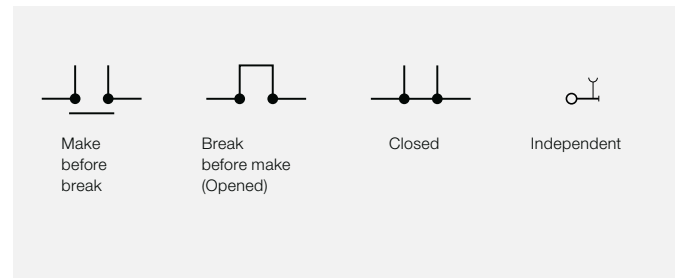 Make
before
break
Break
before make
(Opened)
Closed
Independent